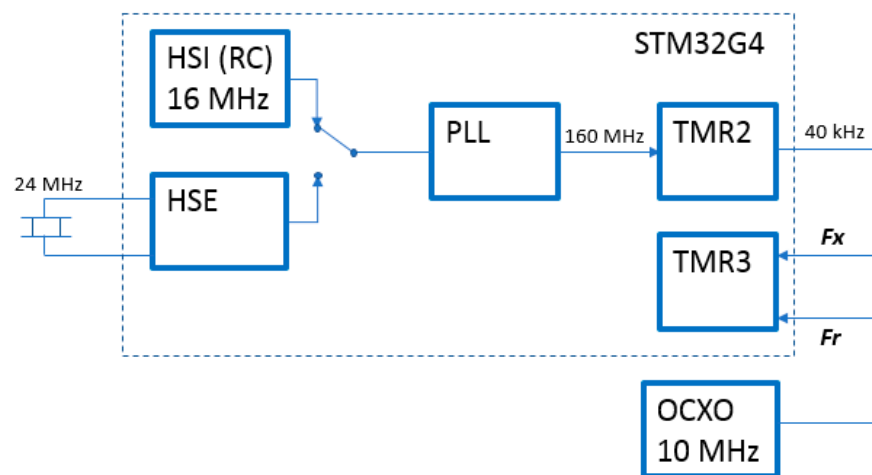 STM32G4
HSI (RC)
16 MHz
PLL
160 MHz
TMR2
40 kHz
24 MHz
HSE
TMR3
Fx
Fr
OCXO
10 MHz